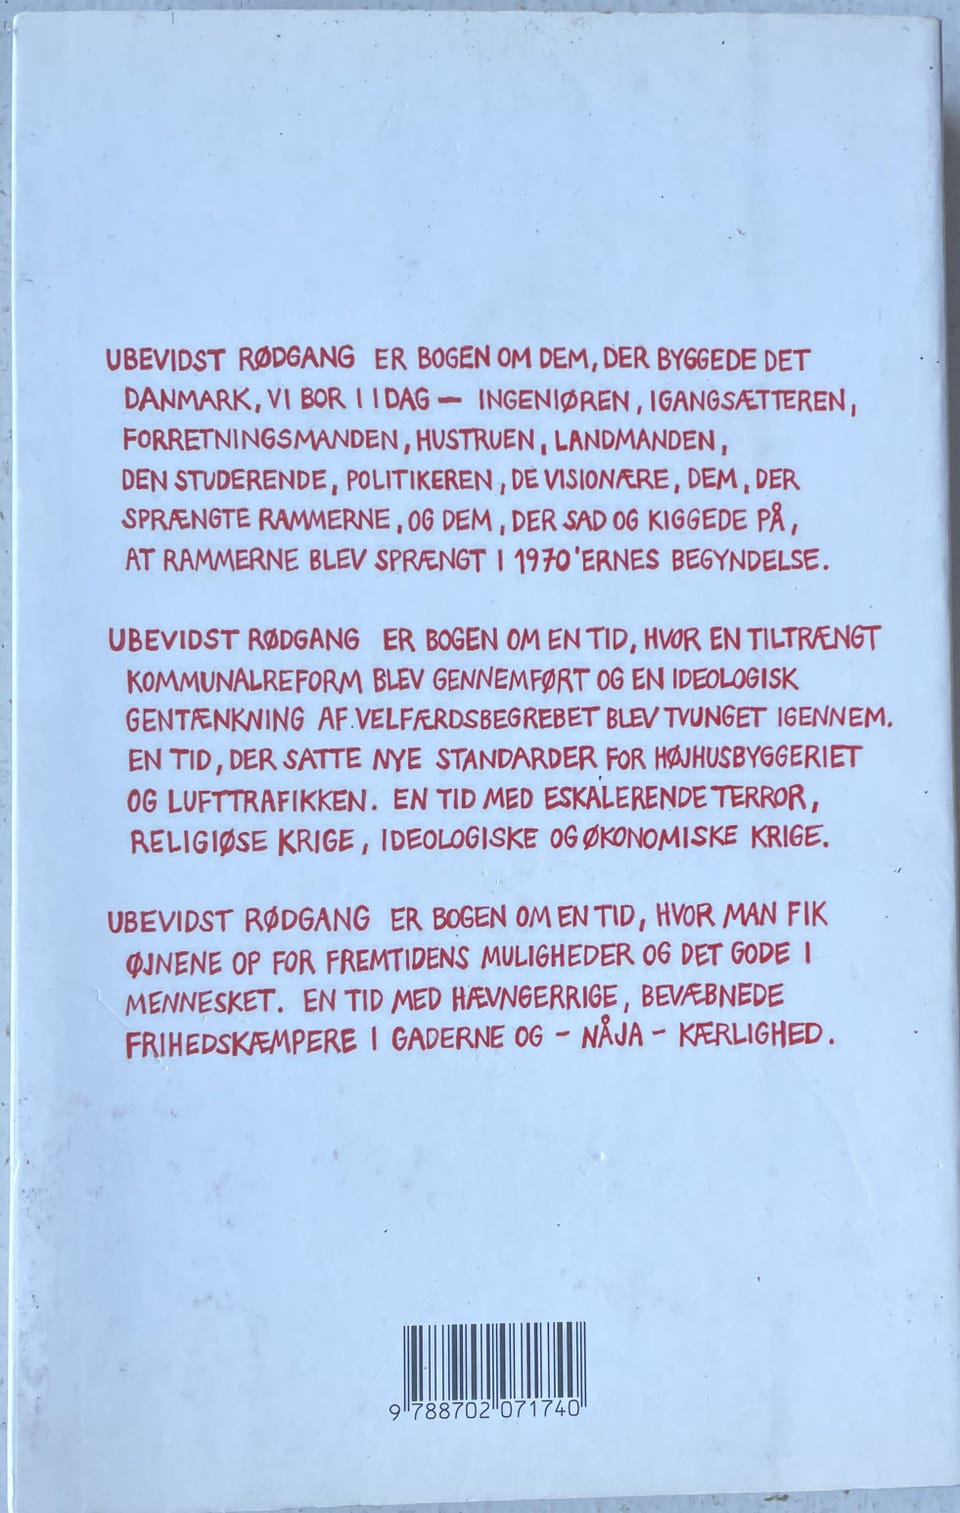 UBEVIDST RØDGANG ER BOGEN OM DEM, DER BYGGEDE DET
DANMARK, VI BOR I I DAG – INGENIØREN, IGANGSÆTTEREN,
FORRETNINGSMANDEN, HUSTRUEN, LANDMANDEN,
DEN STUDERENDE, POLITIKEREN, DE VISIONÆRE, DEM, DER
SPRÆNGTE RAMMERNE, OG DEM, DER SAD OG KIGGEDE PÅ,
AT RAMMERNE BLEV SPRÆNGT I 1970'ERNES BEGYNDELSE.
UBEVIDST RØDGANG ER BOGEN OM EN TID, HVOR EN TILTRÆNGT
KOMMUNALREFORM BLEV GENNEMFØRT OG EN IDEOLOGISK
GENTÆNKNING AF VELFÆRDSBEGREBET BLEV TVUNGET IGENNEM.
EN TID, DER SATTE NYE STANDARDER FOR HØJHUSBYGGERIET
OG LUFTTRAFIKKEN. EN TID MED ESKALERENDE TERROR,
RELIGIØSE KRIGE, IDEOLOGISKE OG ØKONOMISKE KRIGE.
UBEVIDST RØDGANG ER BOGEN OM EN TID, HVOR MAN FIK
ØJNENE OP FOR FREMTIDENS MULIGHEDER OG DET GODE I
MENNESKET. EN TID MED HÆVNGERRIGE, BEVÆBNEDE
FRIHEDSKÆMPERE I GADERNE OG – NÅJA – KÆRLIGHED.
9 788702 071740